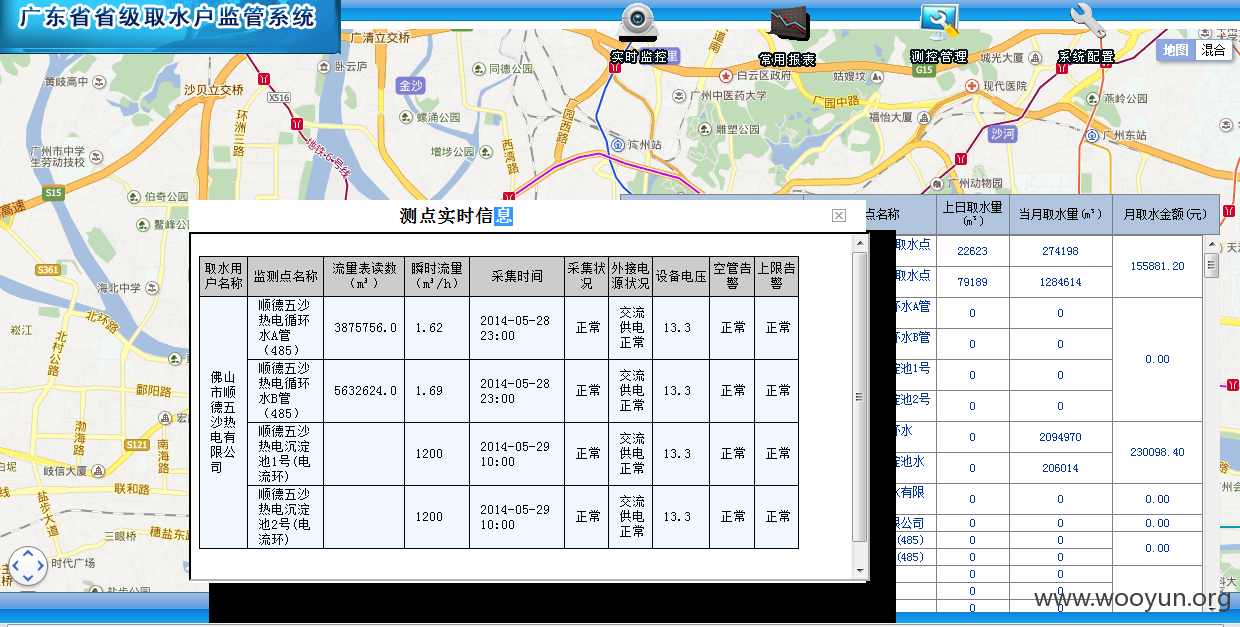 广东省省级取水户监管系统
实时监控
常用报表
测控管理
系统配置
地图
混合
广清立交桥
卧云庐
黄岐高中
沙贝立交桥
X516
金沙
同德公园
螺涌公园
增埗公园
环洲三路
地铁6号线
西湾路
广园西路
广州站
道南
白云区政府
广州中医药大学
雕塑公园
姑嫂坟
广园中路
福怡大厦
G15
城光大厦
现代医院
燕岭公园
沙河
广州东站
广州动物园
广州市中学
生劳动技校
S15
高速
伯奇公园
鳌峰公
S361
海北中学
北环路
崧江
北村公路
鄱阳路
渤海路
S121
南海路
岐信大厦
联和路
盐步大道
穗盐东
三眼桥
时代广场
盐步公园
测点实时信息
取水用户名称
监测点名称
流量表读数（m³）
瞬时流量（m³/h）
采集时间
采集状况
外接电源状况
设备电压
空管告警
上限告警
佛山市顺德五沙热电有限公司
顺德五沙热电循环水A管（485）
3875756.0
1.62
2014-05-28 23:00
正常
交流供电正常
13.3
正常
正常
顺德五沙热电循环水B管（485）
5632624.0
1.69
2014-05-28 23:00
正常
交流供电正常
13.3
正常
正常
顺德五沙热电沉淀池1号(电流环)
1200
2014-05-29 10:00
正常
交流供电正常
13.3
正常
正常
顺德五沙热电沉淀池2号(电流环)
1200
2014-05-29 10:00
正常
交流供电正常
13.3
正常
正常
点名称
上日取水量（m³）
当月取水量(m³)
月取水金额(元)
取水点
22623
274198
155881.20
取水点
79189
1284614
环水A管
0
0
0.00
环水B管
0
0
淀池1号
0
0
淀池2号
0
0
环水
0
2094970
230098.40
淀池水
0
206014
水有限
0
0
0.00
限公司
0
0
0.00
(485)
0
0
0.00
(485)
0
0
0
0
0
0
0
0
www.wooyun.org